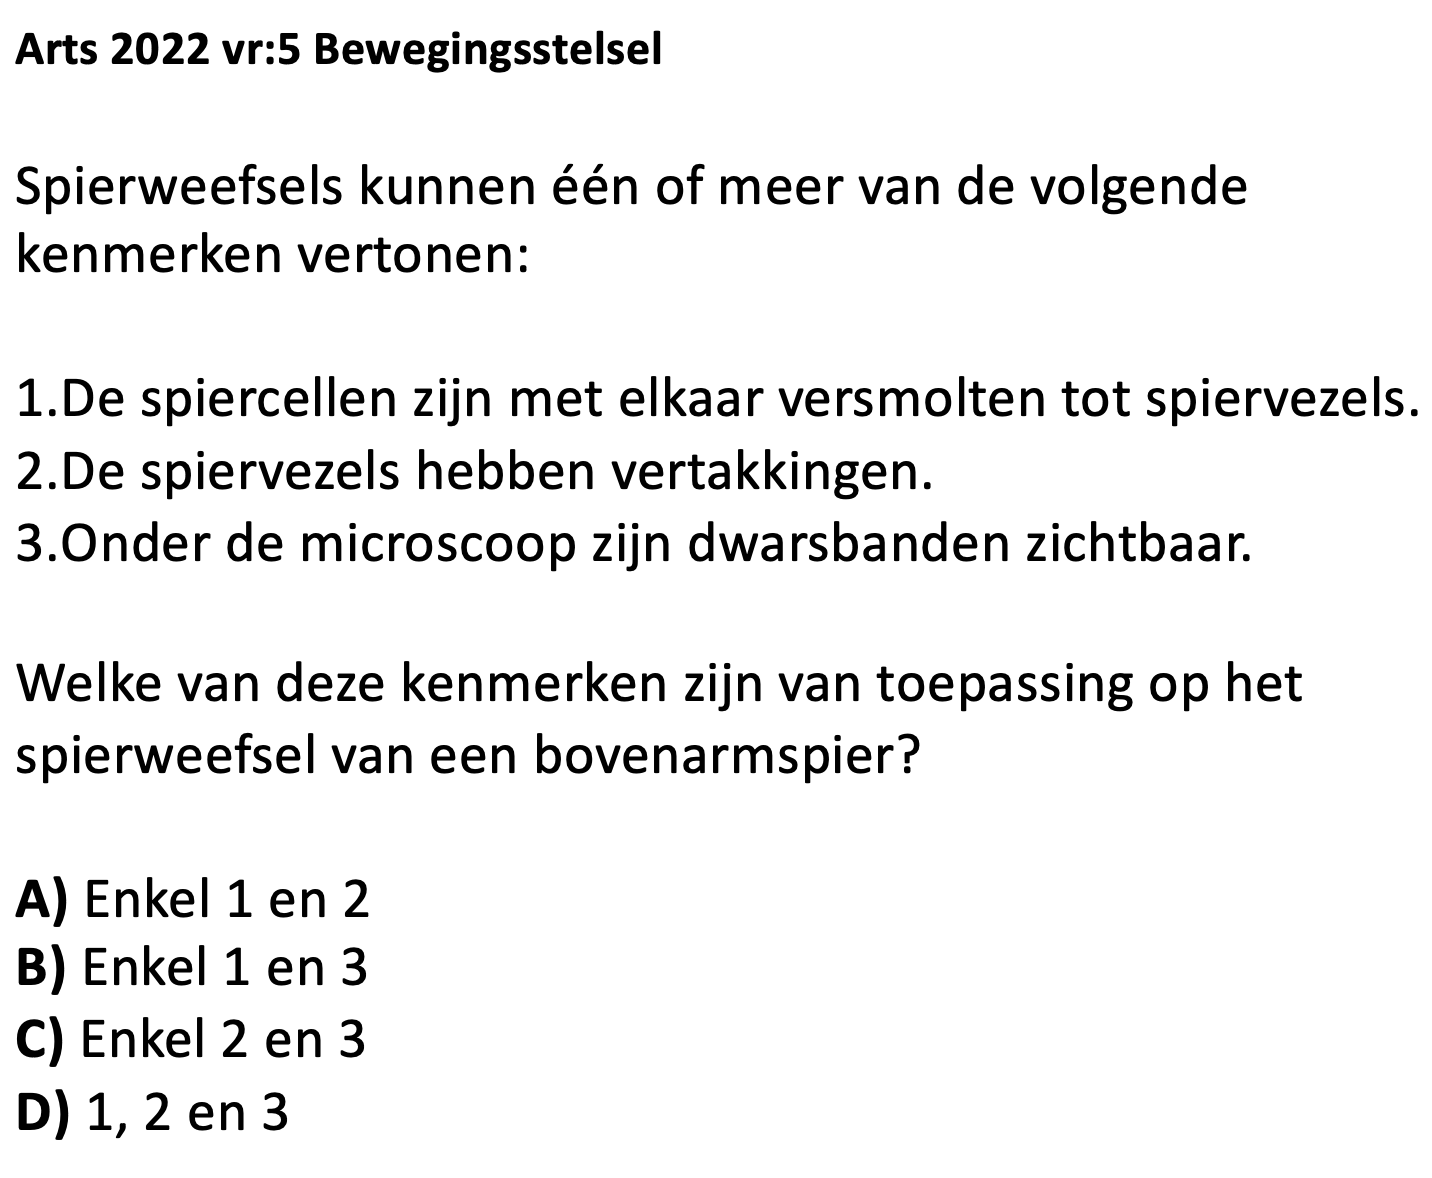 Arts 2022 vr:5 Bewegingsstelsel
Spierweefsels kunnen één of meer van de volgende
kenmerken vertonen:
1.De spiercellen zijn met elkaar versmolten tot spiervezels.
2.De spiervezels hebben vertakkingen.
3.Onder de microscoop zijn dwarsbanden zichtbaar.
Welke van deze kenmerken zijn van toepassing op het
spierweefsel van een bovenarmspier?
A) Enkel 1 en 2
B) Enkel 1 en 3
C) Enkel 2 en 3
D) 1, 2 en 3